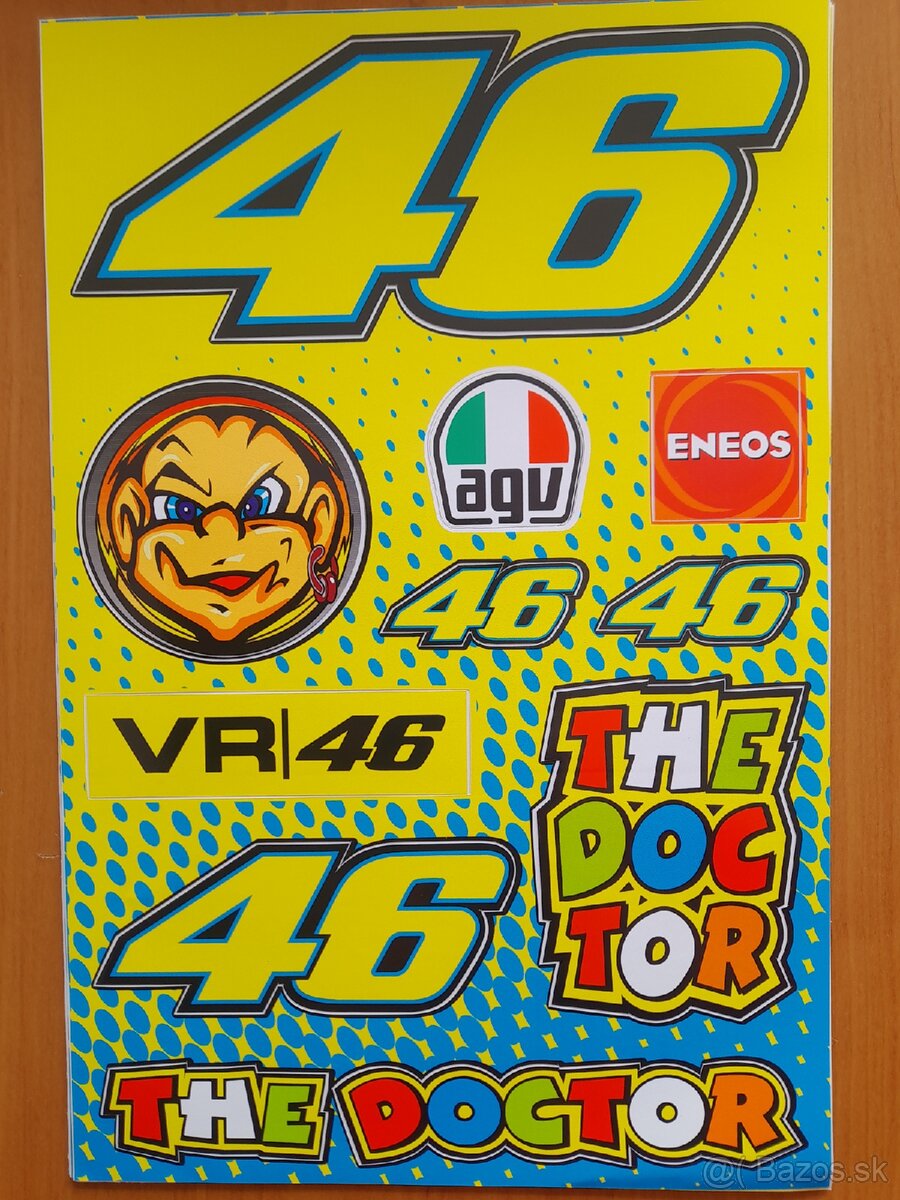 46
agv
ENEOS
46
46
VR|46
THE
DOC
TOR
46
THE DOCTOR
@( Bazos.sk